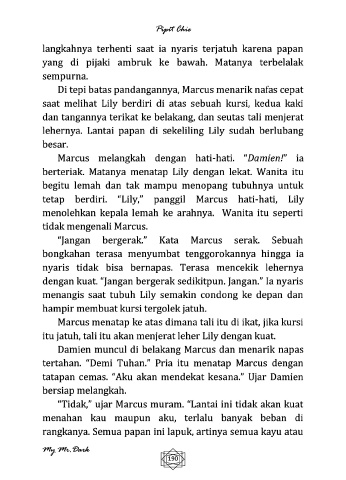 Pipit Chie
langkahnya terhenti saat ia nyaris terjatuh karena papan
yang di pijaki ambruk ke bawah. Matanya terbelalak
sempurna.
Di tepi batas pandangannya, Marcus menarik nafas cepat
saat melihat Lily berdiri di atas sebuah kursi, kedua kaki
dan tangannya terikat ke belakang, dan seutas tali menjerat
lehernya. Lantai papan di sekeliling Lily sudah berlubang
besar.
Marcus melangkah dengan hati-hati. “Damien!” ia
berteriak. Matanya menatap Lily dengan lekat. Wanita itu
begitu lemah dan tak mampu menopang tubuhnya untuk
tetap berdiri. “Lily,” panggil Marcus hati-hati, Lily
menolehkan kepala lemah ke arahnya. Wanita itu seperti
tidak mengenali Marcus.
“Jangan bergerak.” Kata Marcus serak. Sebuah
bongkahan terasa menyumbat tenggorokannya hingga ia
nyaris tidak bisa bernapas. Terasa mencekik lehernya
dengan kuat. “Jangan bergerak sedikitpun. Jangan.” Ia nyaris
menangis saat tubuh Lily semakin condong ke depan dan
hampir membuat kursi tergolek jatuh.
Marcus menatap ke atas dimana tali itu di ikat, jika kursi
itu jatuh, tali itu akan menjerat leher Lily dengan kuat.
Damien muncul di belakang Marcus dan menarik napas
tertahan. “Demi Tuhan.” Pria itu menatap Marcus dengan
tatapan cemas. “Aku akan mendekat kesana.” Ujar Damien
bersiap melangkah.
“Tidak,” ujar Marcus muram. “Lantai ini tidak akan kuat
menahan kau maupun aku, terlalu banyak beban di
rangkanya. Semua papan ini lapuk, artinya semua kayu atau
My Mr. Dark
190